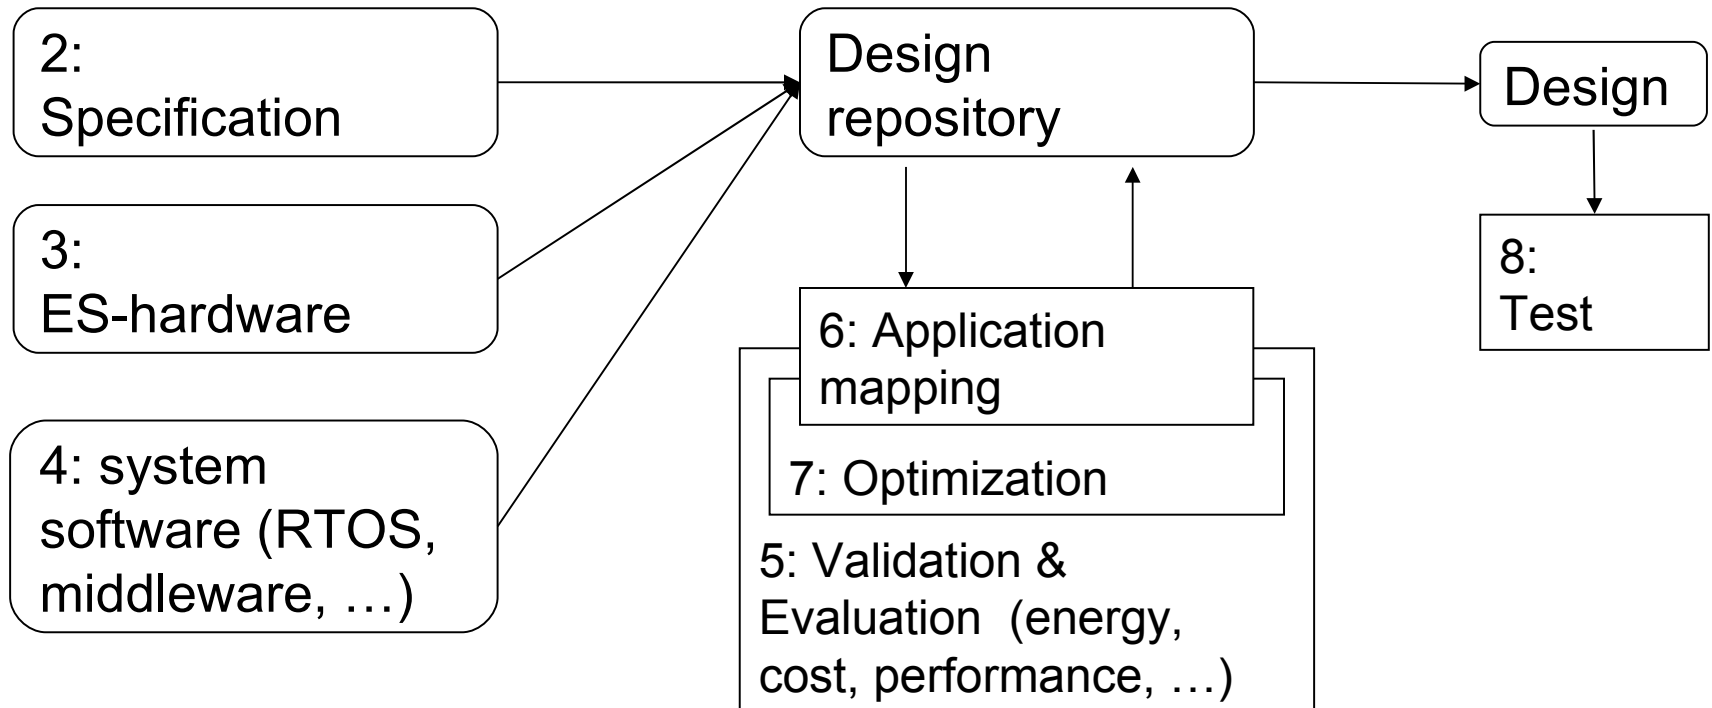 2:
Specification
3:
ES-hardware
4: system
software (RTOS,
middleware, …)
Design
repository
6: Application
mapping
7: Optimization
5: Validation &
Evaluation  (energy,
cost, performance, …)
Design
8:
Test